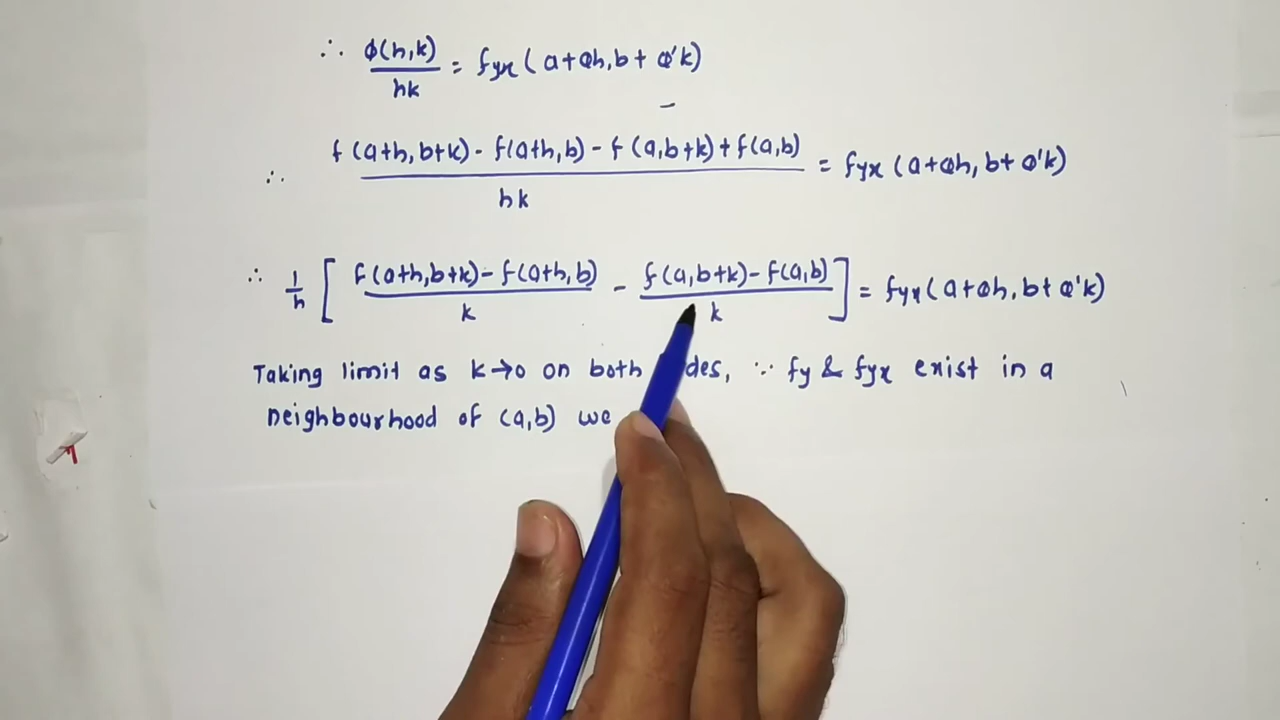 ∴ φ(h,k)/hk = fyx(a+θh, b+θ'k)
∴ f(a+h, b+k) - f(a+h, b) - f(a, b+k) + f(a,b) / hk = fyx(a+θh, b+θ'k)
∴ 1/h [ f(a+h, b+k) - f(a+h, b) / k - f(a, b+k) - f(a,b) / k ] = fyx(a+θh, b+θ'k)
Taking limit as k→0 on both des, ∵ fy & fyx exist in a
neighbourhood of (a,b) we